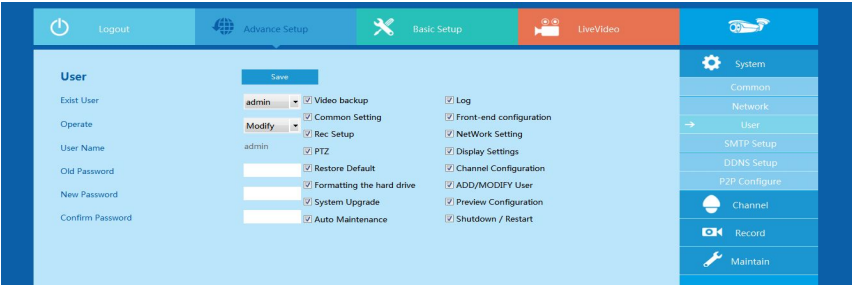 Logout
Advance Setup
Basic Setup
LiveVideo
System
Common
Network
User
SMTP Setup
DDNS Setup
P2P Configure
Channel
Record
Maintain
User
Save
Exist User
admin
Operate
Modify
User Name
admin
Old Password
New Password
Confirm Password
Video backup
Log
Common Setting
Front-end configuration
Rec Setup
NetWork Setting
PTZ
Display Settings
Restore Default
Channel Configuration
Formatting the hard drive
ADD/MODIFY User
System Upgrade
Preview Configuration
Auto Maintenance
Shutdown / Restart